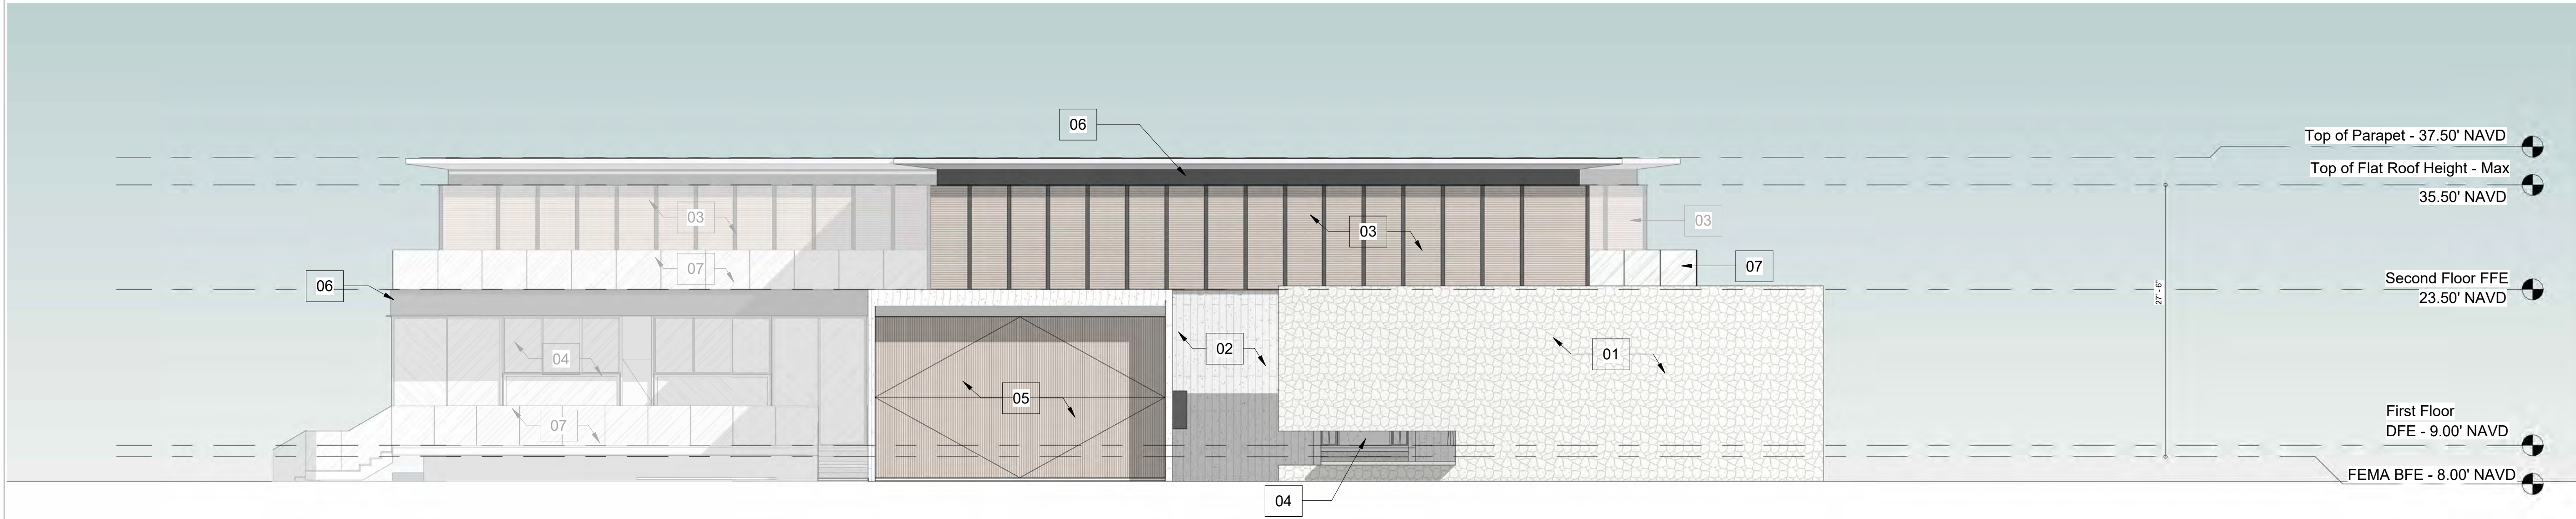 06
Top of Parapet - 37.50' NAVD
Top of Flat Roof Height - Max
35.50' NAVD
03
03
03
07
07
06
Second Floor FFE
23.50' NAVD
27' - 6"
02
01
04
05
07
First Floor
DFE - 9.00' NAVD
FEMA BFE - 8.00' NAVD
04